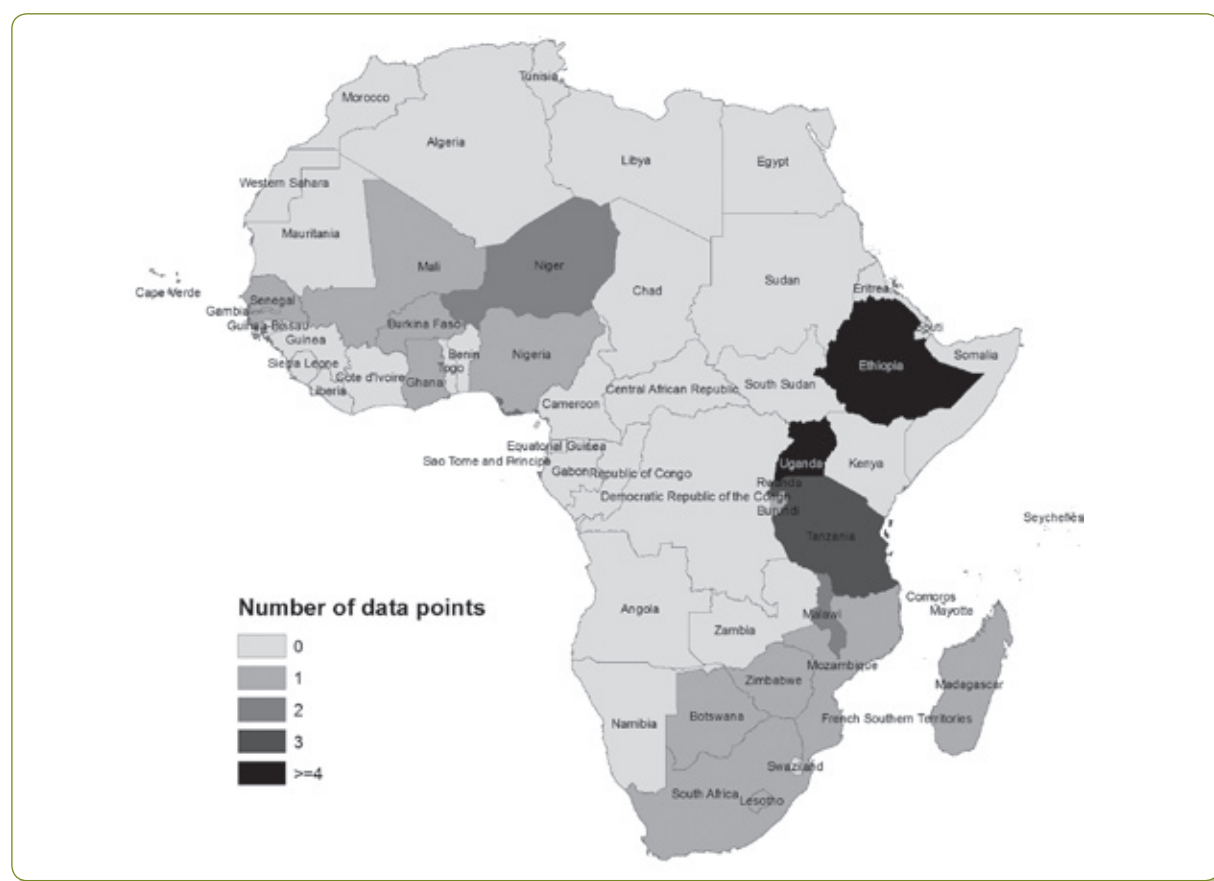 Tunisia
Morocco
Algeria
Libya
Egypt
Western Sahara
Mauritania
Mali
Niger
Chad
Sudan
Eritrea
Cape Verde
Senegal
Gambia
Guinea-Bissau
Guinea
Burkina Faso
Benin
Nigeria
Togo
Ghana
Sierra Leone
Cote d'Ivoire
Liberia
Somalia
Ethiopia
Central African Republic
South Sudan
Cameroon
Equatorial Guinea
Sao Tome and Principe
Gabon
Republic of Congo
Uganda
Kenya
Rwanda
Democratic Republic of the Congo
Burundi
Seychelles
Tanzania
Comoros
Mayotte
Angola
Zambia
Malawi
Mozambique
Zimbabwe
Madagascar
Namibia
Botswana
French Southern Territories
Swaziland
South Africa
Lesotho
Number of data points
0
1
2
3
>=4